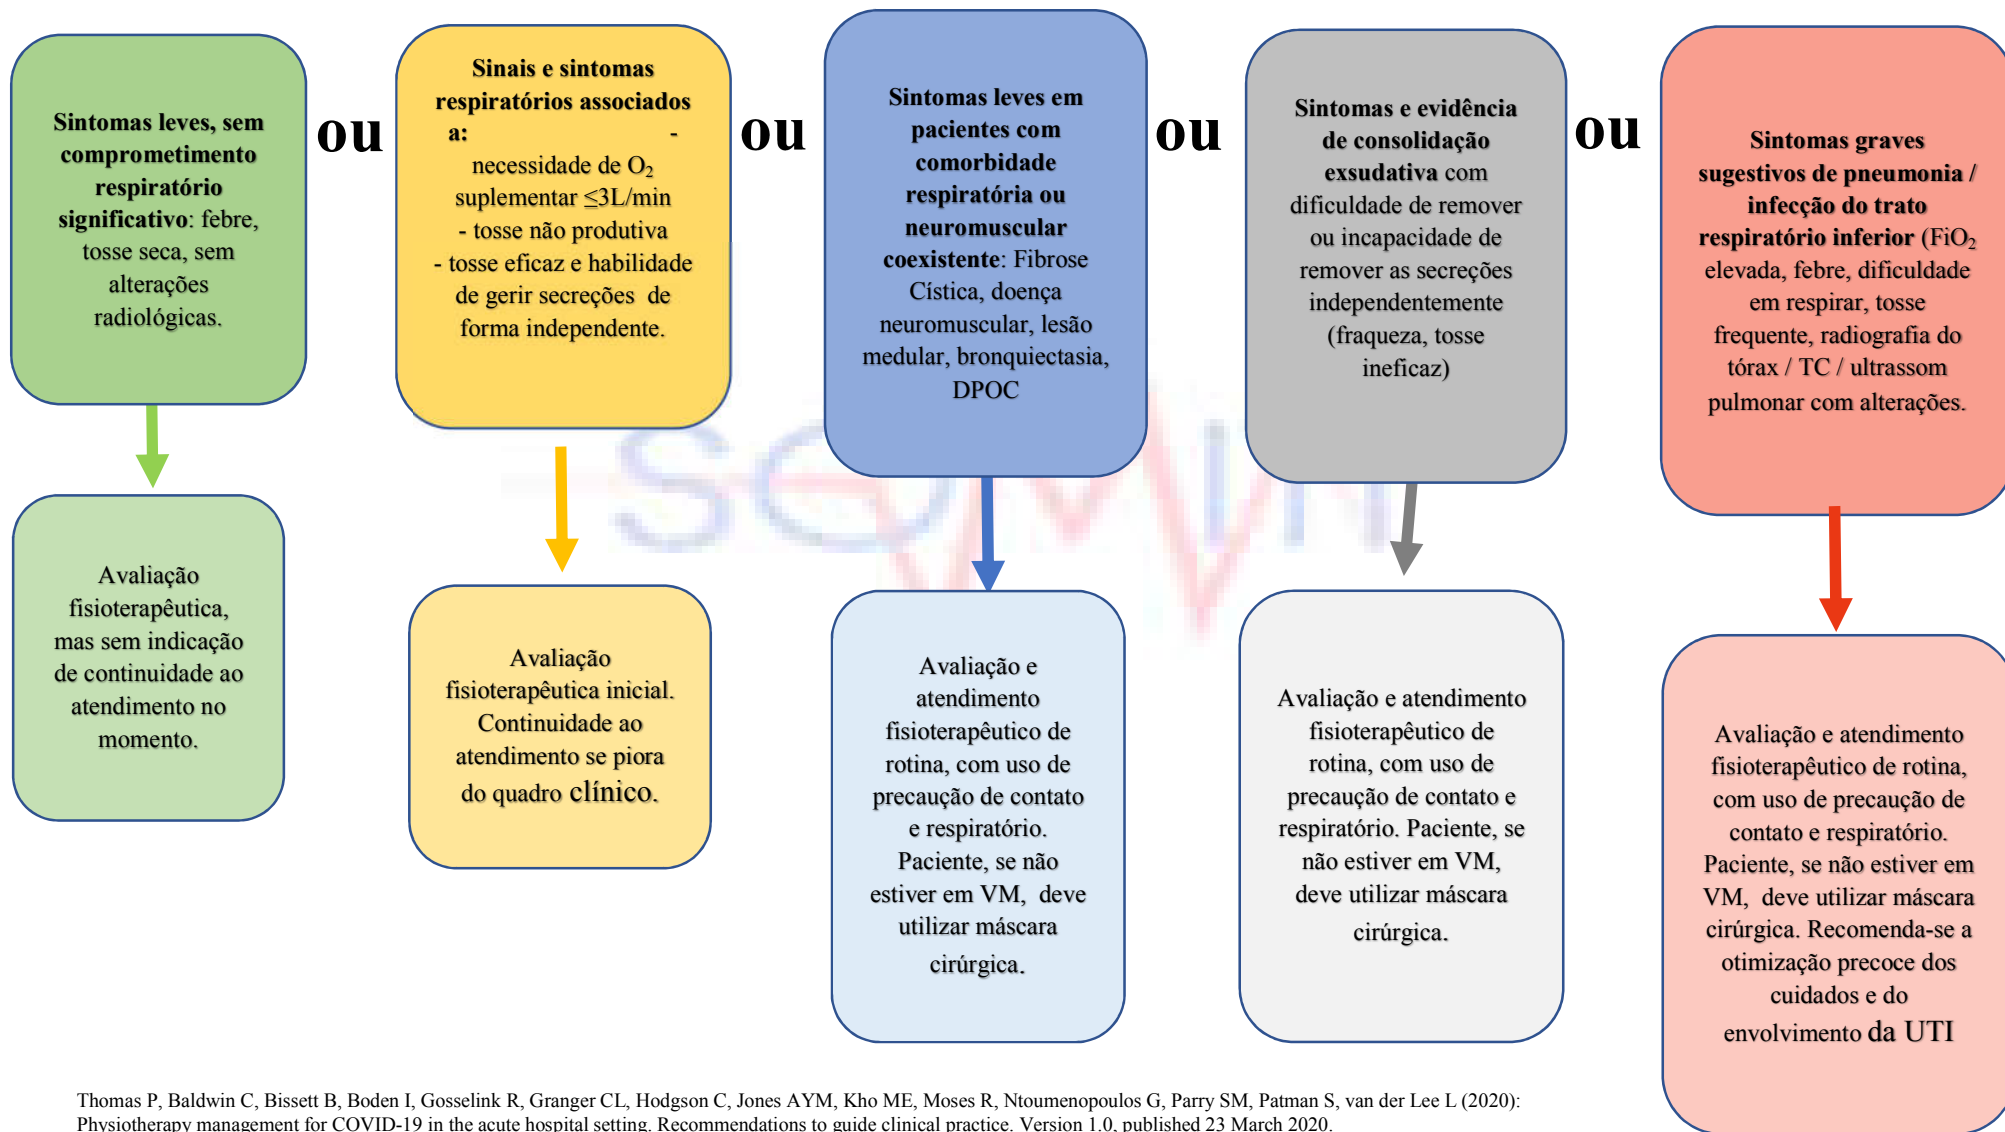 Sintomas leves, sem
comprometimento
respiratório
significativo: febre,
tosse seca, sem
alterações
radiológicas.
ou
Sinais e sintomas
respiratórios associados
a: -
necessidade de O₂
suplementar ≤3L/min
- tosse não produtiva
- tosse eficaz e habilidade
de gerir secreções de
forma independente.
ou
Sintomas leves em
pacientes com
comorbidade
respiratória ou
neuromuscular
coexistente: Fibrose
Cística, doença
neuromuscular, lesão
medular, bronquiectasia,
DPOC
ou
Sintomas e evidência
de consolidação
exsudativa com
dificuldade de remover
ou incapacidade de
remover as secreções
independentemente
(fraqueza, tosse
ineficaz)
ou
Sintomas graves
sugestivos de pneumonia /
infecção do trato
respiratório inferior (FiO₂
elevada, febre, dificuldade
em respirar, tosse
frequente, radiografia do
tórax / TC / ultrassom
pulmonar com alterações.
Avaliação
fisioterapêutica,
mas sem indicação
de continuidade ao
atendimento no
momento.
Avaliação
fisioterapêutica inicial.
Continuidade ao
atendimento se piora
do quadro clínico.
Avaliação e
atendimento
fisioterapêutico de
rotina, com uso de
precaução de contato
e respiratório.
Paciente, se não
estiver em VM, deve
utilizar máscara
cirúrgica.
Avaliação e atendimento
fisioterapêutico de
rotina, com uso de
precaução de contato e
respiratório. Paciente, se
não estiver em VM,
deve utilizar máscara
cirúrgica.
Avaliação e atendimento
fisioterapêutico de rotina,
com uso de precaução de
contato e respiratório.
Paciente, se não estiver em
VM, deve utilizar máscara
cirúrgica. Recomenda-se a
otimização precoce dos
cuidados e do
envolvimento da UTI
Thomas P, Baldwin C, Bissett B, Boden I, Gosselink R, Granger CL, Hodgson C, Jones AYM, Kho ME, Moses R, Ntoumenopoulos G, Parry SM, Patman S, van der Lee L (2020):
Physiotherapy management for COVID-19 in the acute hospital setting. Recommendations to guide clinical practice. Version 1.0, published 23 March 2020.